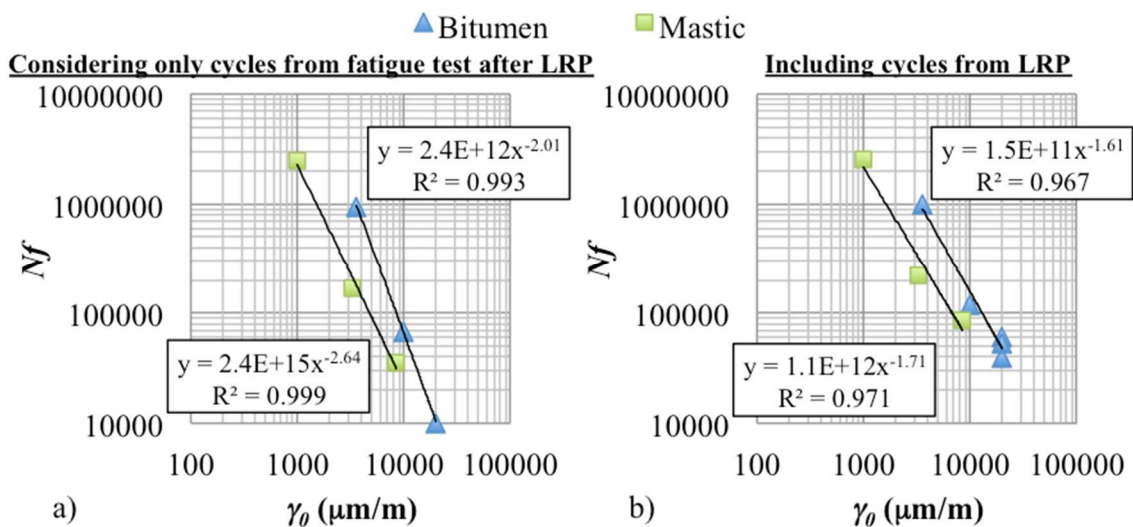 Bitumen Mastic
Considering only cycles from fatigue test after LRP
10000000
1000000
100000
10000
Nf
y = 2.4E+12x^-2.01
R² = 0.993
y = 2.4E+15x^-2.64
R² = 0.999
100 1000 10000 100000
a) γ0 (μm/m)
Including cycles from LRP
10000000
1000000
100000
10000
Nf
y = 1.5E+11x^-1.61
R² = 0.967
y = 1.1E+12x^-1.71
R² = 0.971
100 1000 10000 100000
b) γ0 (μm/m)